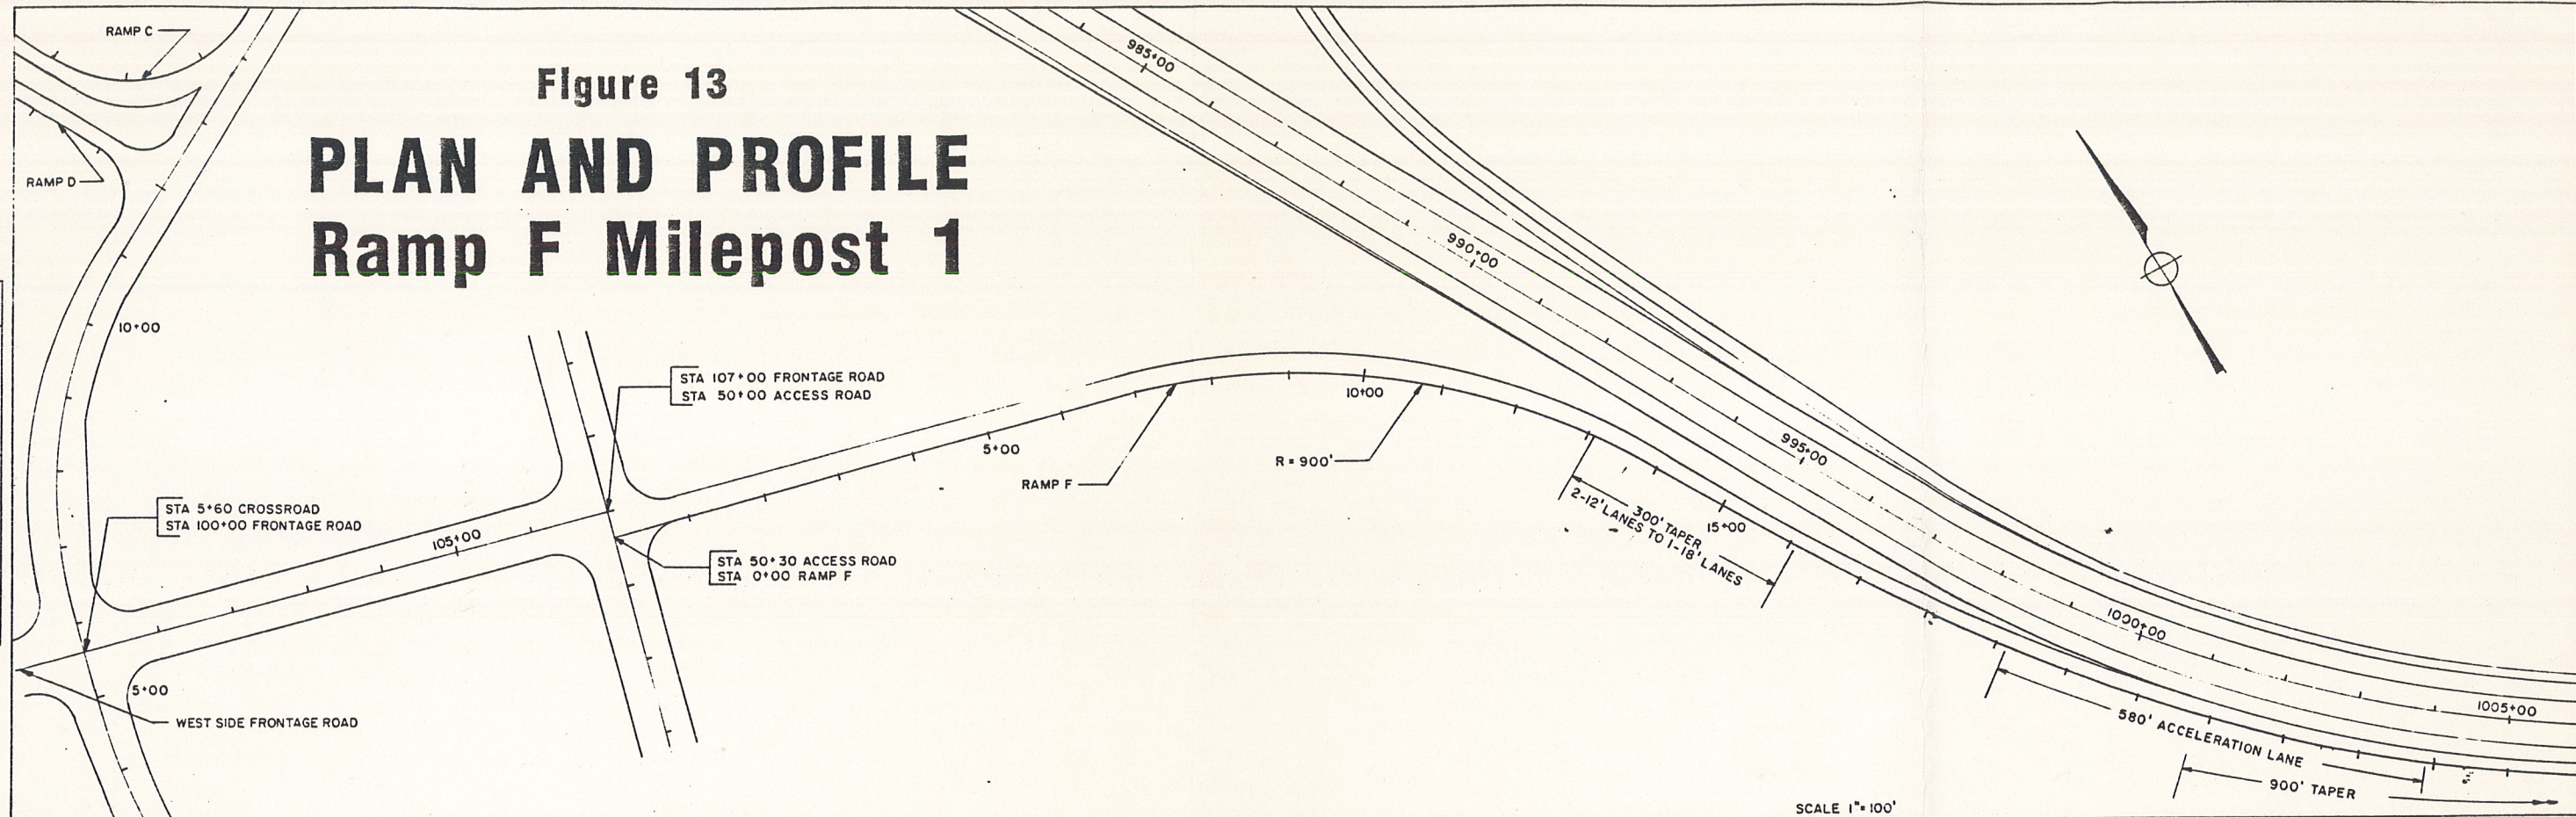 RAMP C
Figure 13
PLAN AND PROFILE
Ramp F Milepost 1
RAMP D
985+00
990+00
10+00
STA 107+00 FRONTAGE ROAD
STA 50+00 ACCESS ROAD
10+00
5+00
995+00
R = 900'
RAMP F
STA 5+60 CROSSROAD
STA 100+00 FRONTAGE ROAD
105+00
300' TAPER
2-12' LANES TO 1-18' LANES
15+00
STA 50+30 ACCESS ROAD
STA 0+00 RAMP F
1000+00
5+00
WEST SIDE FRONTAGE ROAD
1005+00
580' ACCELERATION LANE
900' TAPER
SCALE 1"=100'